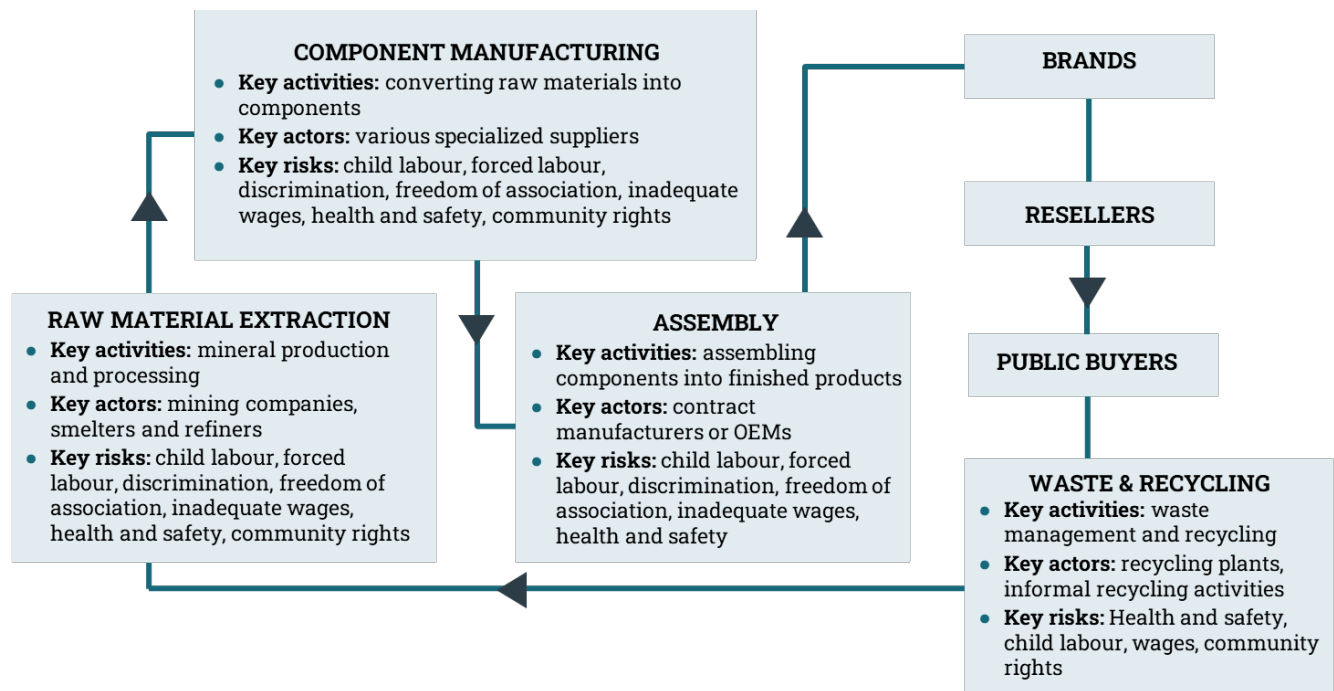 COMPONENT MANUFACTURING
• Key activities: converting raw materials into
components
• Key actors: various specialized suppliers
• Key risks: child labour, forced labour,
discrimination, freedom of association, inadequate
wages, health and safety, community rights
RAW MATERIAL EXTRACTION
• Key activities: mineral production
and processing
• Key actors: mining companies,
smelters and refiners
• Key risks: child labour, forced
labour, discrimination, freedom of
association, inadequate wages,
health and safety, community rights
ASSEMBLY
• Key activities: assembling
components into finished products
• Key actors: contract
manufacturers or OEMs
• Key risks: child labour, forced
labour, discrimination, freedom of
association, inadequate wages,
health and safety
BRANDS
RESELLERS
PUBLIC BUYERS
WASTE & RECYCLING
• Key activities: waste
management and recycling
• Key actors: recycling plants,
informal recycling activities
• Key risks: Health and safety,
child labour, wages, community
rights